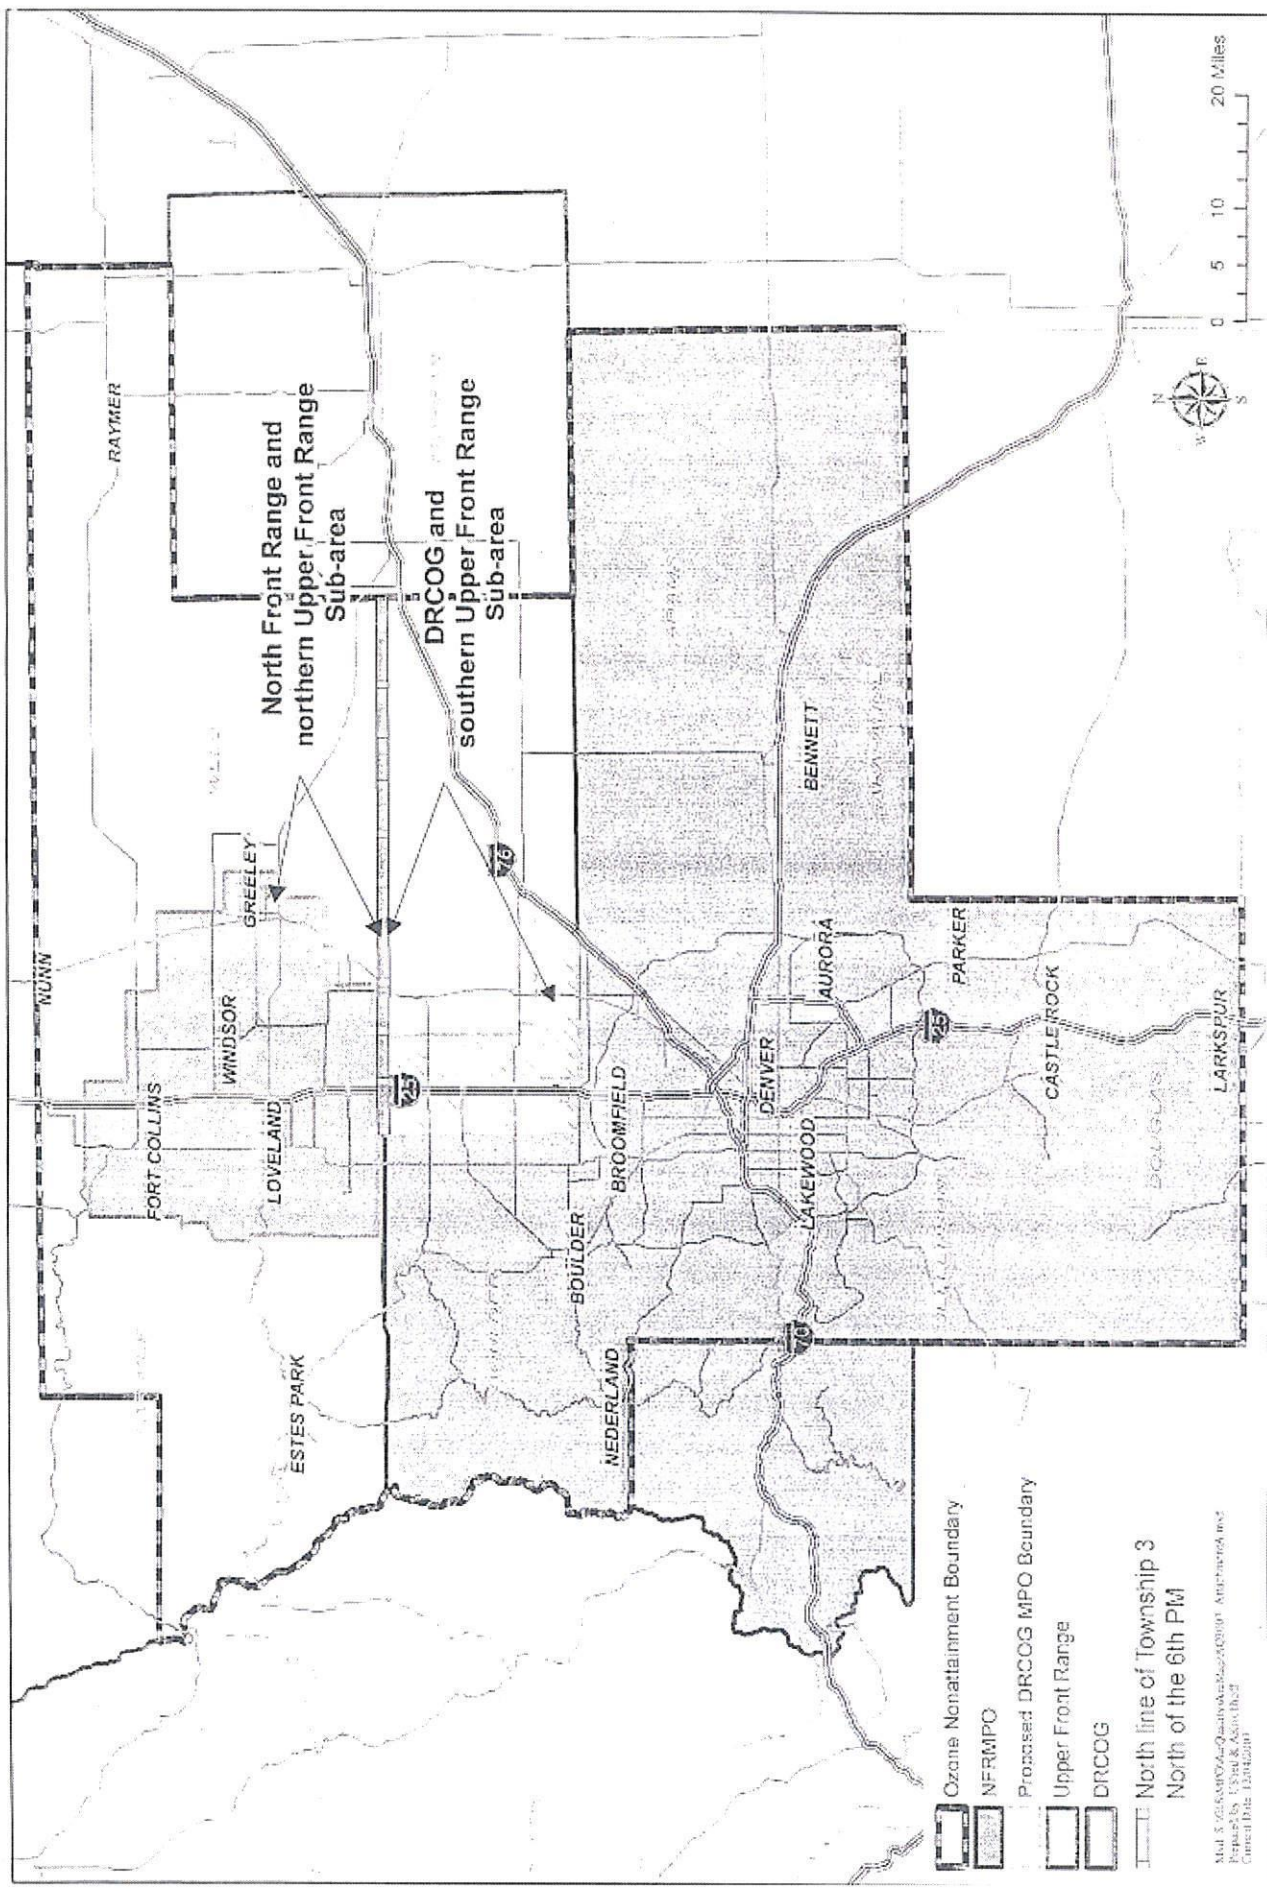 North Front Range and
northern Upper Front Range
Sub-area
DRCOG and
southern Upper Front Range
Sub-area
NUNN
RAYMER
FORT COLLINS
WINDSOR
GREELEY
LOVELAND
ESTES PARK
25
76
BOULDER
BROOMFIELD
NEDERLAND
DENVER
LAKEWOOD
AURORA
BENNETT
70
25
PARKER
CASTLE ROCK
DOUGLAS
LARKSPUR
N
W
E
S
0 5 10 20 Miles
Ozone Nonattainment Boundary
NFRMPO
Proposed DRCOG MPO Boundary
Upper Front Range
DRCOG
North line of Township 3
North of the 6th PM